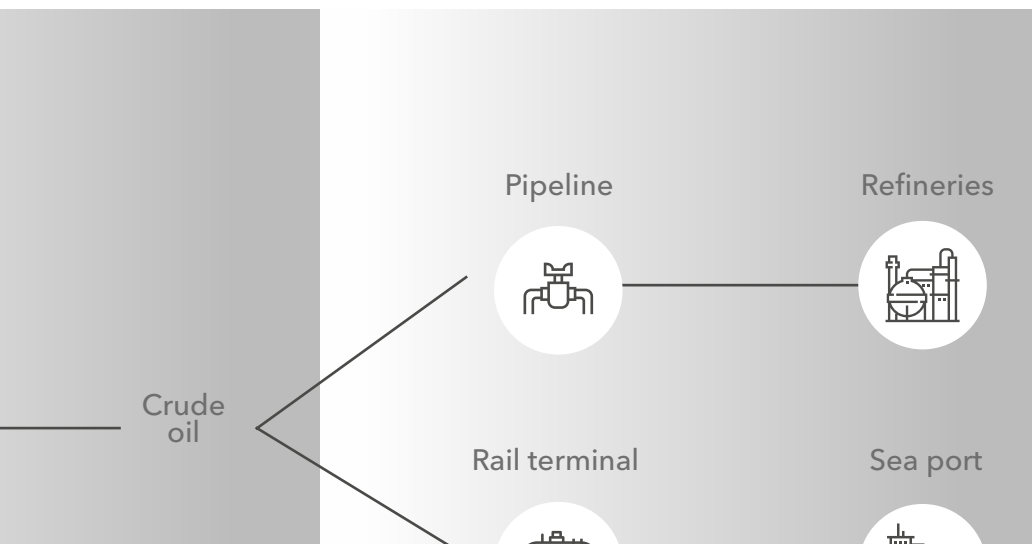 Pipeline
Refineries
Crude
oil
Rail terminal
Sea port